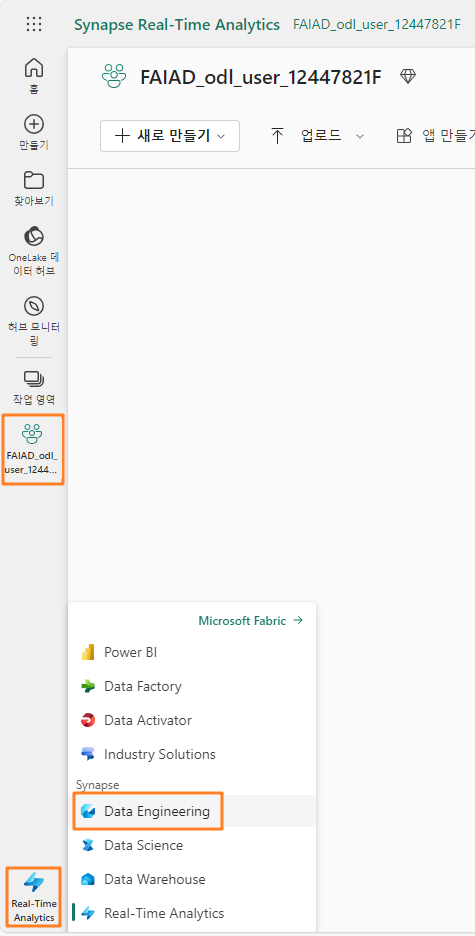 Synapse Real-Time Analytics FAIAD_odl_user_12447821F
홈
만들기
찾아보기
OneLake 데
이터 허브
허브 모니터
링
작업 영역
FAIAD_odl_
user_1244...
FAIAD_odl_user_12447821F
새로 만들기
업로드
앱 만들기
Microsoft Fabric
Power BI
Data Factory
Data Activator
Industry Solutions
Synapse
Data Engineering
Data Science
Data Warehouse
Real-Time Analytics
Real-Time
Analytics